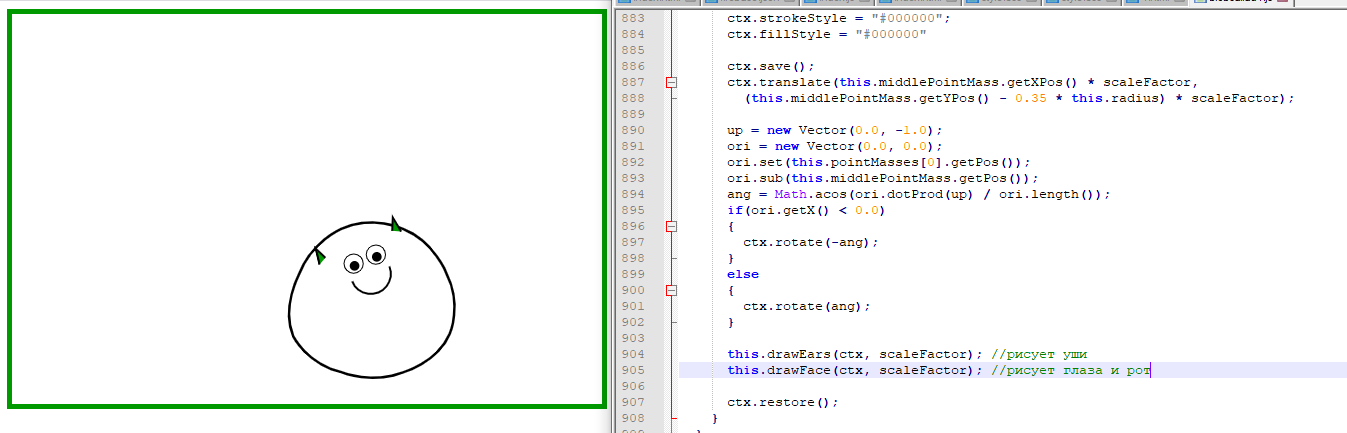 883 ctx.strokeStyle = "#000000";
884 ctx.fillStyle = "#000000"
885
886 ctx.save();
887 ctx.translate(this.middlePointMass.getXPos() * scaleFactor,
888 (this.middlePointMass.getYPos() - 0.35 * this.radius) * scaleFactor);
889
890 up = new Vector(0.0, -1.0);
891 ori = new Vector(0.0, 0.0);
892 ori.set(this.pointMasses[0].getPos());
893 ori.sub(this.middlePointMass.getPos());
894 ang = Math.acos(ori.dotProd(up) / ori.length());
895 if(ori.getX() < 0.0)
896 {
897 ctx.rotate(-ang);
898 }
899 else
900 {
901 ctx.rotate(ang);
902 }
903
904 this.drawEars(ctx, scaleFactor); //рисует уши
905 this.drawFace(ctx, scaleFactor); //рисует глаза и рот
906
907 ctx.restore();
908 }